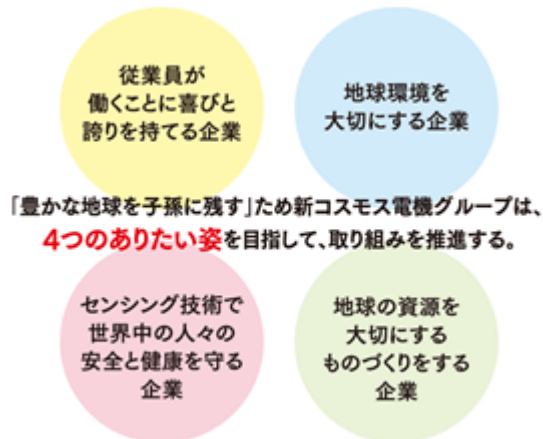 従業員が
働くことに喜びと
誇りを持てる企業
地球環境を
大切にする企業
「豊かな地球を子孫に残す」ため新コスモス電機グループは、
4つのありたい姿を目指して、取り組みを推進する。
センシング技術で
世界中の人々の
安全と健康を守る
企業
地球の資源を
大切にする
ものづくりをする
企業